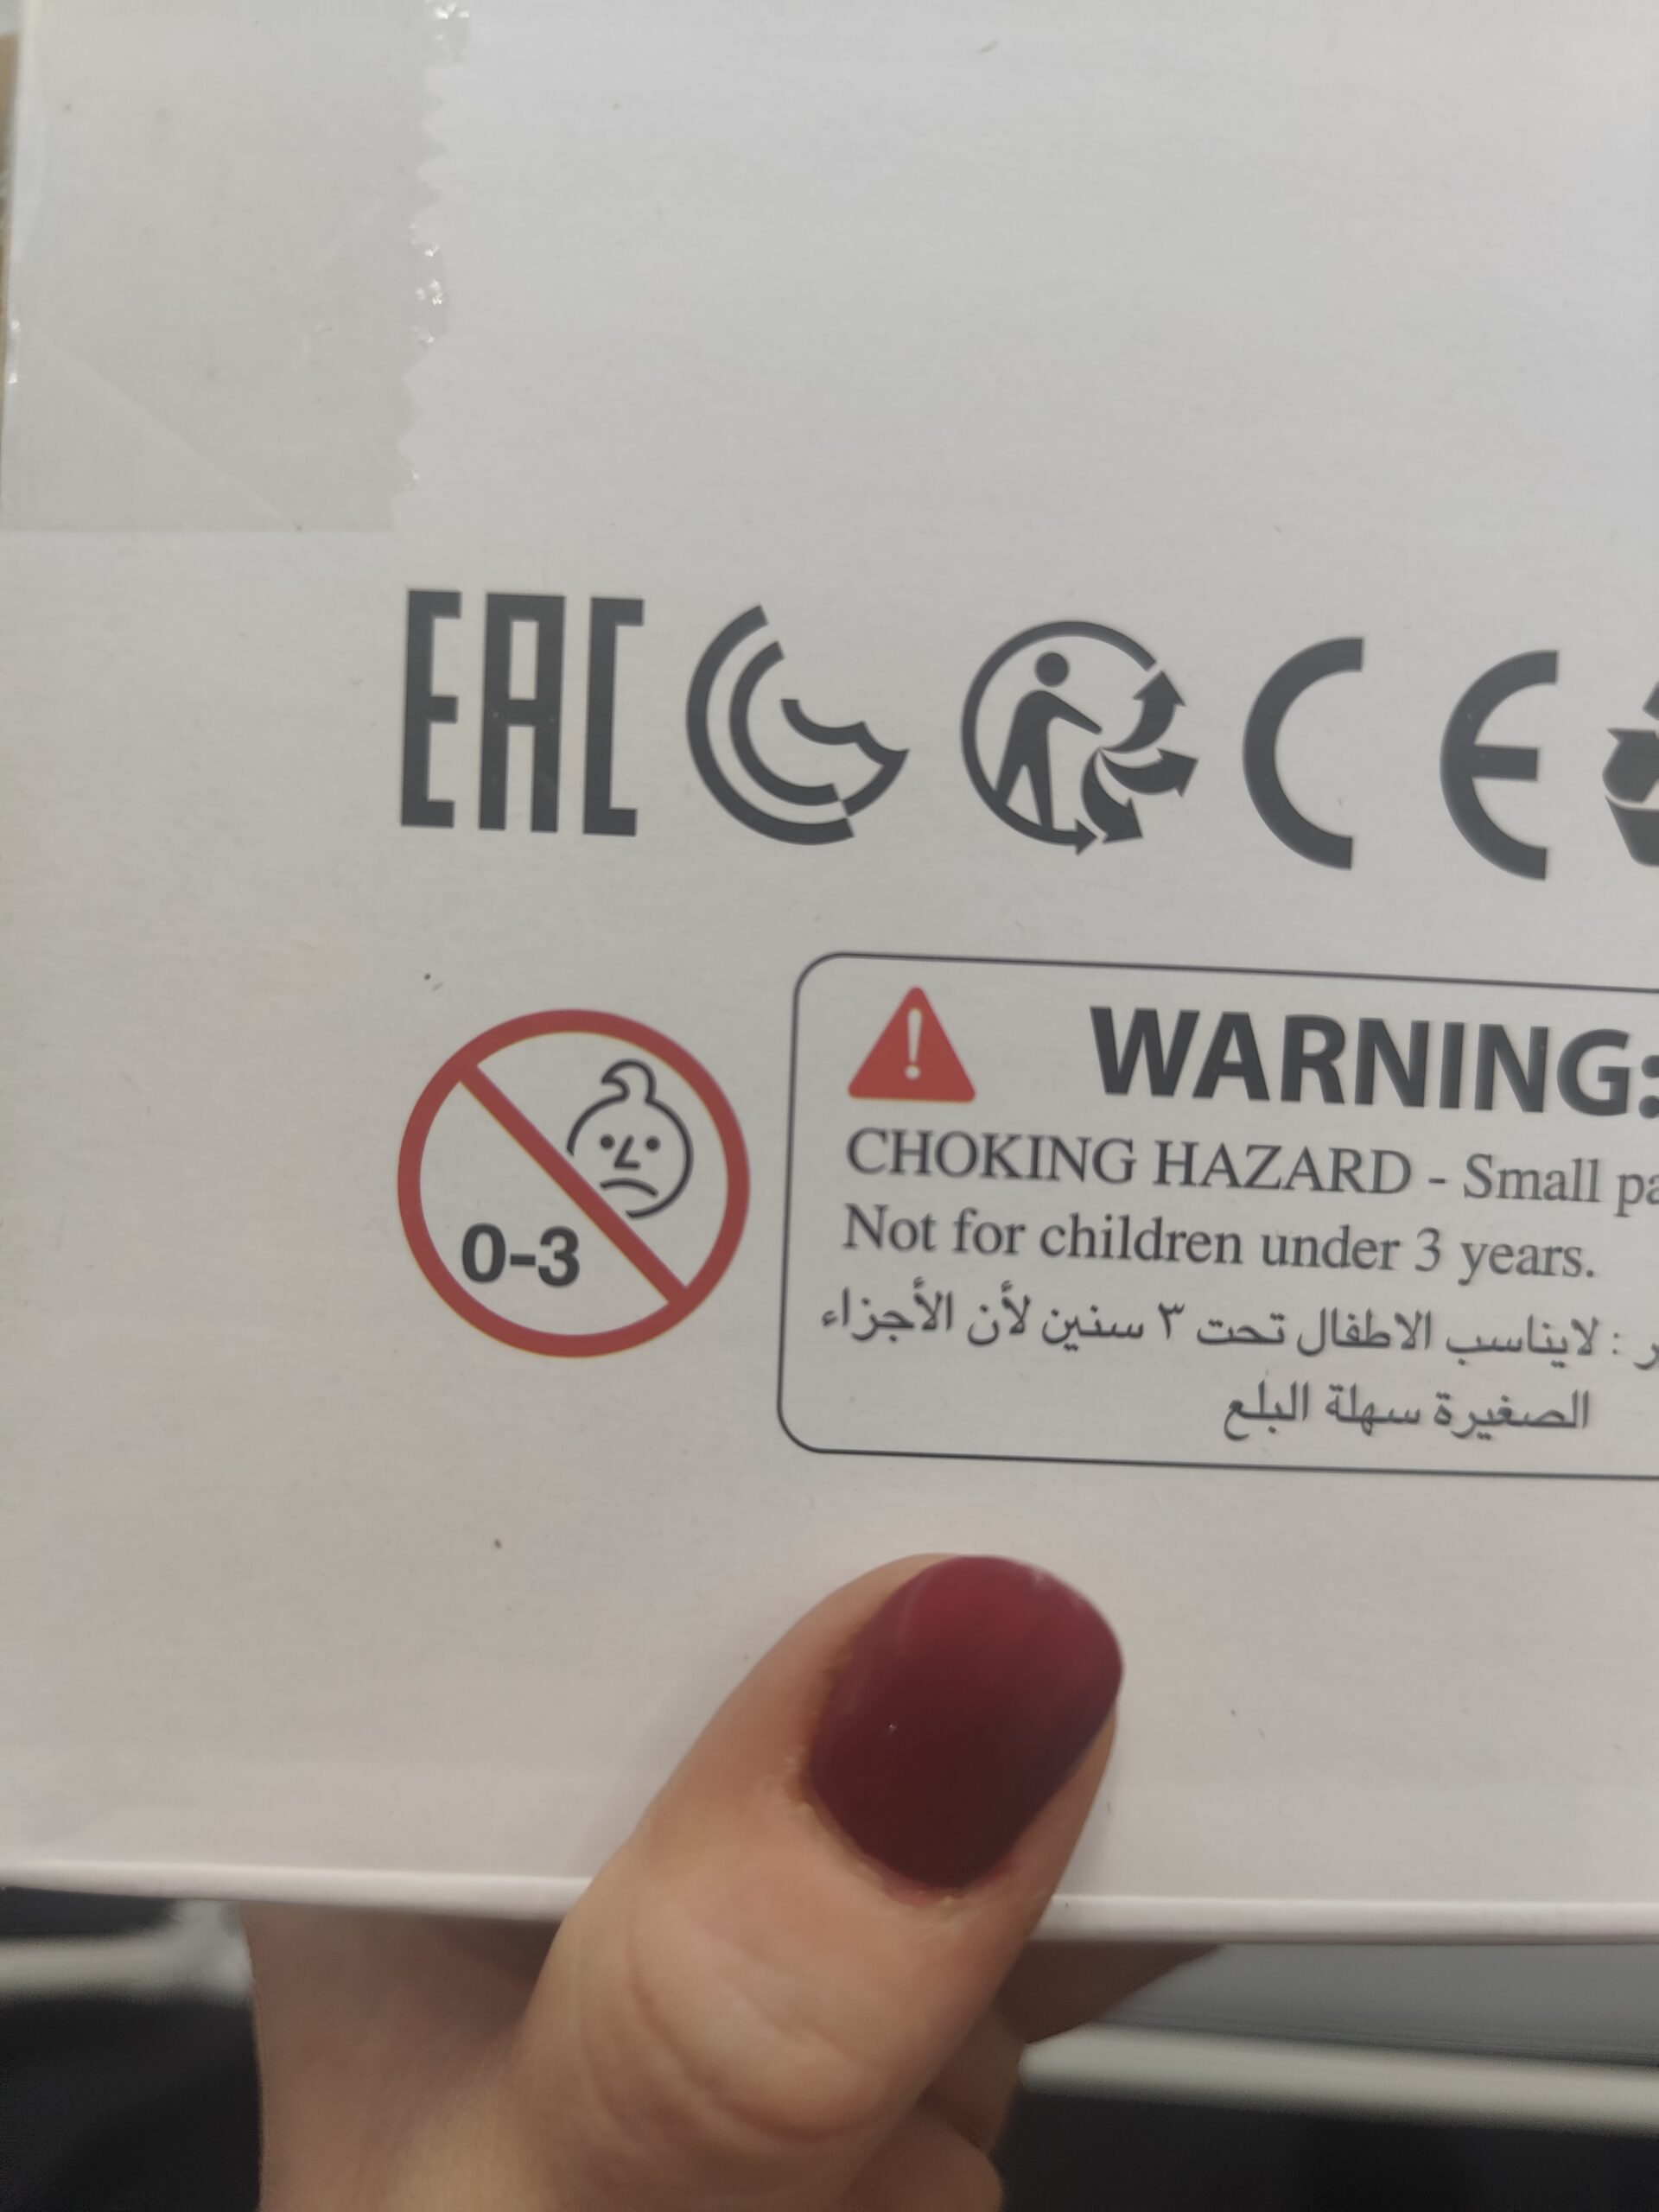 EAC CE
WARNING:
CHOKING HAZARD - Small
Not for children under 3 years.
0-3
: لايناسب الاطفال تحت ٣ سنين لأن الأجزاء
الصغيرة سهلة البلع